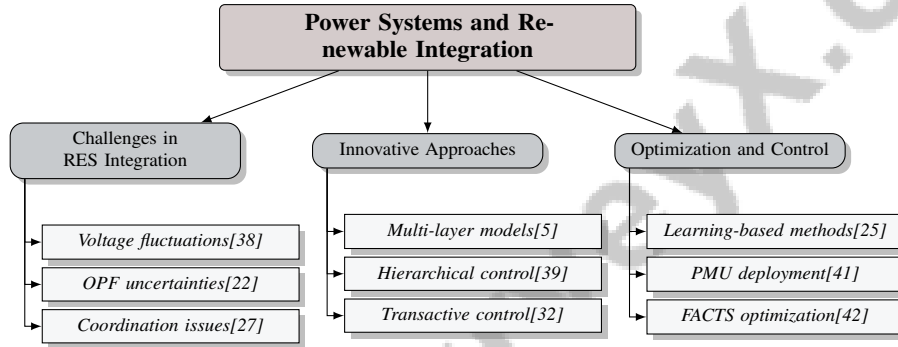 Power Systems and Re-
newable Integration
Challenges in
RES Integration
Innovative Approaches
Optimization and Control
Voltage fluctuations[38]
OPF uncertainties[22]
Coordination issues[27]
Multi-layer models[5]
Hierarchical control[39]
Transactive control[32]
Learning-based methods[25]
PMU deployment[41]
FACTS optimization[42]